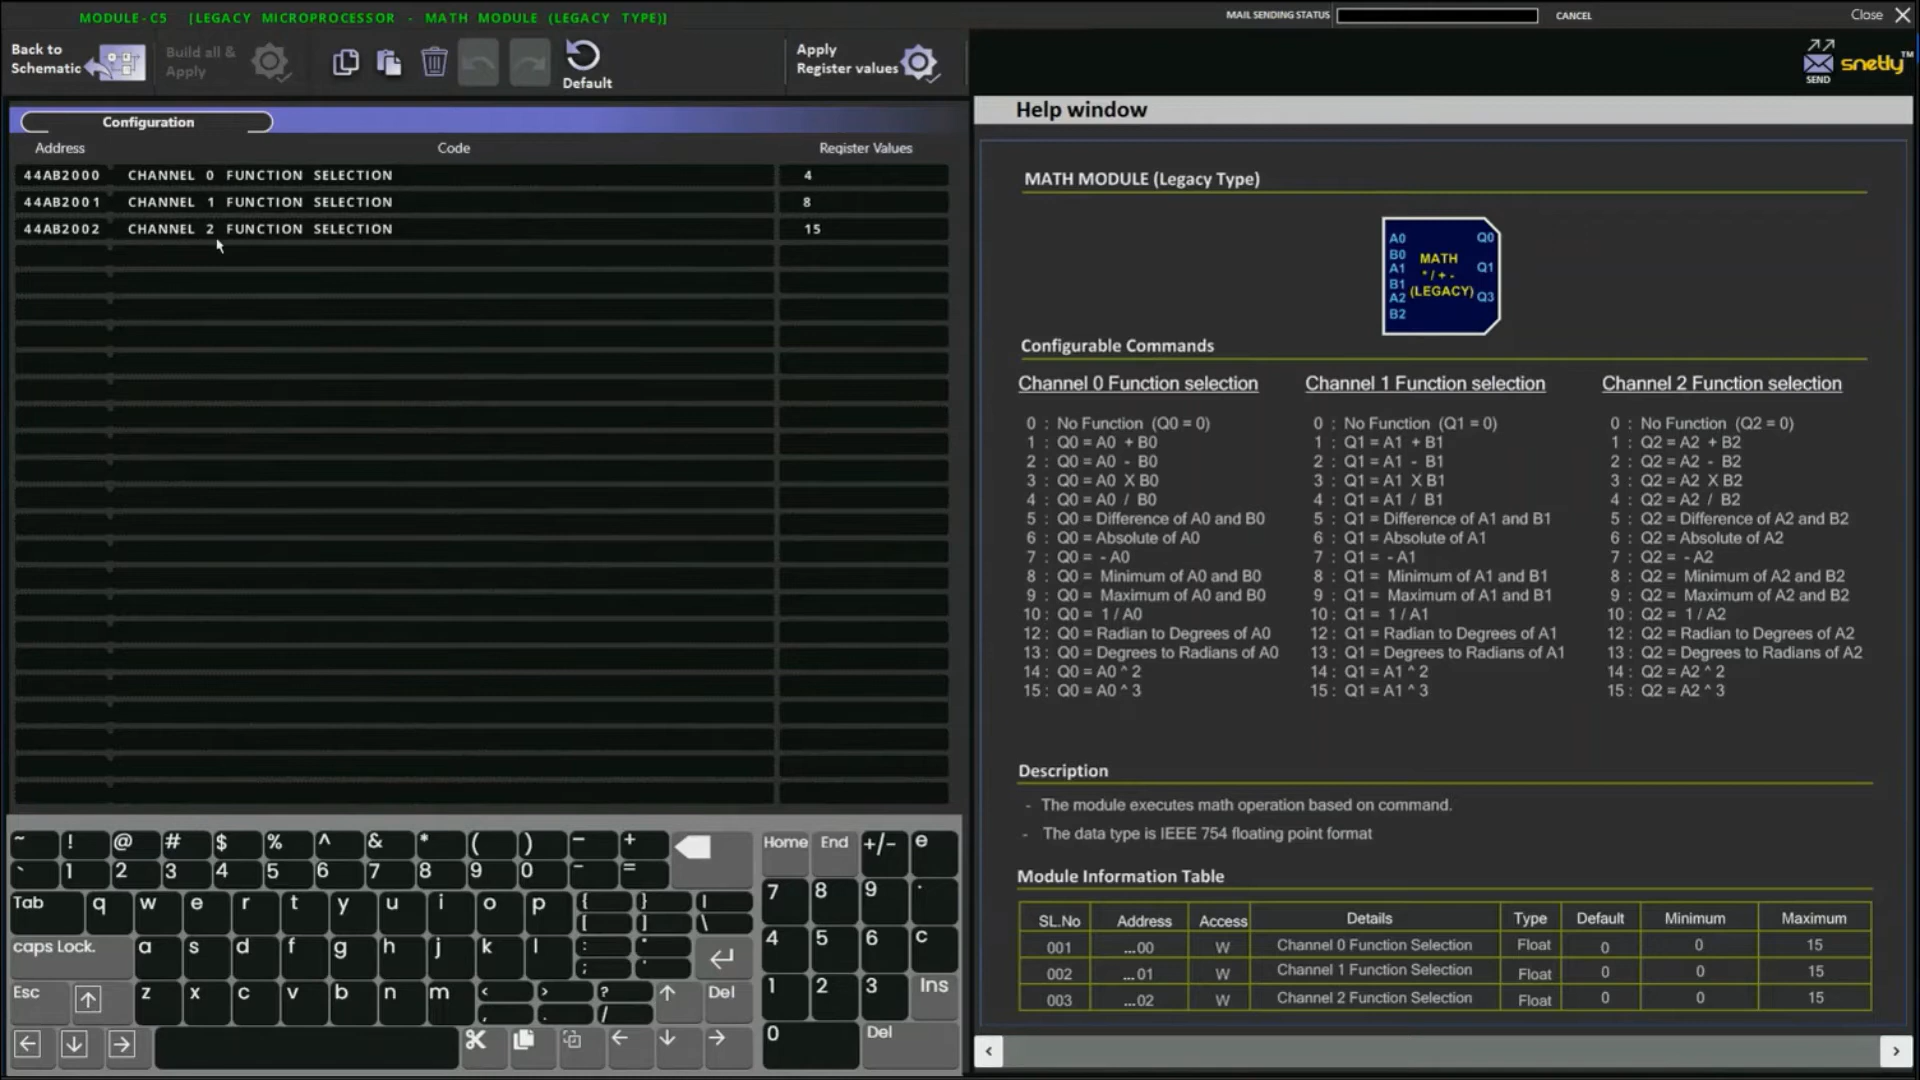 MODULE-C5 [LEGACY MICROPROCESSOR - MATH MODULE (LEGACY TYPE)]
MAIL SENDING STATUS
CANCEL
Close
Back to
Schematic
Build all &
Apply
Default
Apply
Register values
SEND
snetly™
Configuration
Address Code Register Values
44AB2000 CHANNEL 0 FUNCTION SELECTION 4
44AB2001 CHANNEL 1 FUNCTION SELECTION 8
44AB2002 CHANNEL 2 FUNCTION SELECTION 15
Help window
MATH MODULE (Legacy Type)
A0 Q0
B0 MATH
A1 * / + - Q1
B1 (LEGACY)
A2 Q3
B2
Configurable Commands
Channel 0 Function selection
0 : No Function (Q0 = 0)
1 : Q0 = A0 + B0
2 : Q0 = A0 - B0
3 : Q0 = A0 X B0
4 : Q0 = A0 / B0
5 : Q0 = Difference of A0 and B0
6 : Q0 = Absolute of A0
7 : Q0 = - A0
8 : Q0 = Minimum of A0 and B0
9 : Q0 = Maximum of A0 and B0
10 : Q0 = 1 / A0
12 : Q0 = Radian to Degrees of A0
13 : Q0 = Degrees to Radians of A0
14 : Q0 = A0 ^ 2
15 : Q0 = A0 ^ 3
Channel 1 Function selection
0 : No Function (Q1 = 0)
1 : Q1 = A1 + B1
2 : Q1 = A1 - B1
3 : Q1 = A1 X B1
4 : Q1 = A1 / B1
5 : Q1 = Difference of A1 and B1
6 : Q1 = Absolute of A1
7 : Q1 = - A1
8 : Q1 = Minimum of A1 and B1
9 : Q1 = Maximum of A1 and B1
10 : Q1 = 1 / A1
12 : Q1 = Radian to Degrees of A1
13 : Q1 = Degrees to Radians of A1
14 : Q1 = A1 ^ 2
15 : Q1 = A1 ^ 3
Channel 2 Function selection
0 : No Function (Q2 = 0)
1 : Q2 = A2 + B2
2 : Q2 = A2 - B2
3 : Q2 = A2 X B2
4 : Q2 = A2 / B2
5 : Q2 = Difference of A2 and B2
6 : Q2 = Absolute of A2
7 : Q2 = - A2
8 : Q2 = Minimum of A2 and B2
9 : Q2 = Maximum of A2 and B2
10 : Q2 = 1 / A2
12 : Q2 = Radian to Degrees of A2
13 : Q2 = Degrees to Radians of A2
14 : Q2 = A2 ^ 2
15 : Q2 = A2 ^ 3
Description
- The module executes math operation based on command.
- The data type is IEEE 754 floating point format
Module Information Table
SL.No Address Access Details Type Default Minimum Maximum
001 ...00 W Channel 0 Function Selection Float 0 0 15
002 ...01 W Channel 1 Function Selection Float 0 0 15
003 ...02 W Channel 2 Function Selection Float 0 0 15
~ ! @ # $ % ^ & * ( ) − + Home End +/− e
` 1 2 3 4 5 6 7 8 9 0 − = 7 8 9 .
Tab q w e r t y u i o p { } |
[ ] \
caps Lock. a s d f g h j k l : " 4 5 6 c
; '
Esc z x c v b n m < > ? Del 1 2 3 Ins
, . /
0 Del